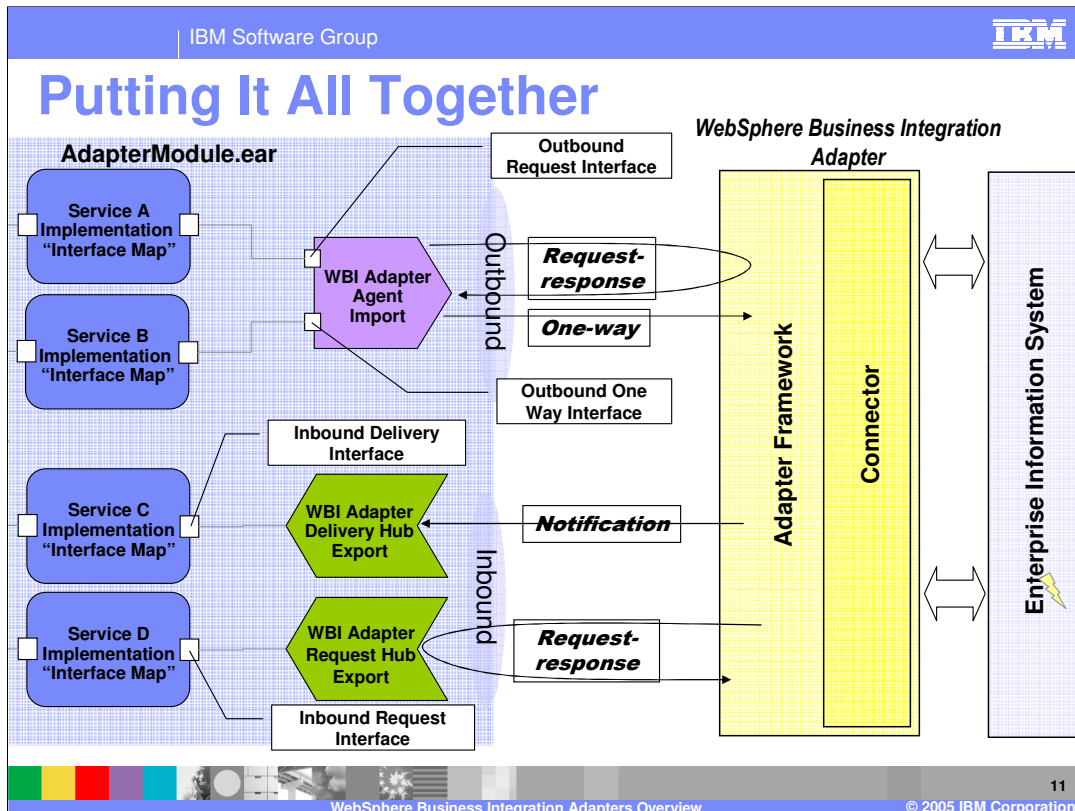 IBM Software Group
IBM
Putting It All Together
AdapterModule.ear
Outbound
Request Interface
WebSphere Business Integration
Adapter
Service A
Implementation
“Interface Map”
WBI Adapter
Agent
Import
Outbound
Request-
response
One-way
Service B
Implementation
“Interface Map”
Outbound One
Way Interface
Inbound Delivery
Interface
Service C
Implementation
“Interface Map”
WBI Adapter
Delivery Hub
Export
Notification
Inbound
Service D
Implementation
“Interface Map”
WBI Adapter
Request Hub
Export
Request-
response
Inbound Request
Interface
Adapter Framework
Connector
Enterprise Information System
11
WebSphere Business Integration Adapters Overview
© 2005 IBM Corporation